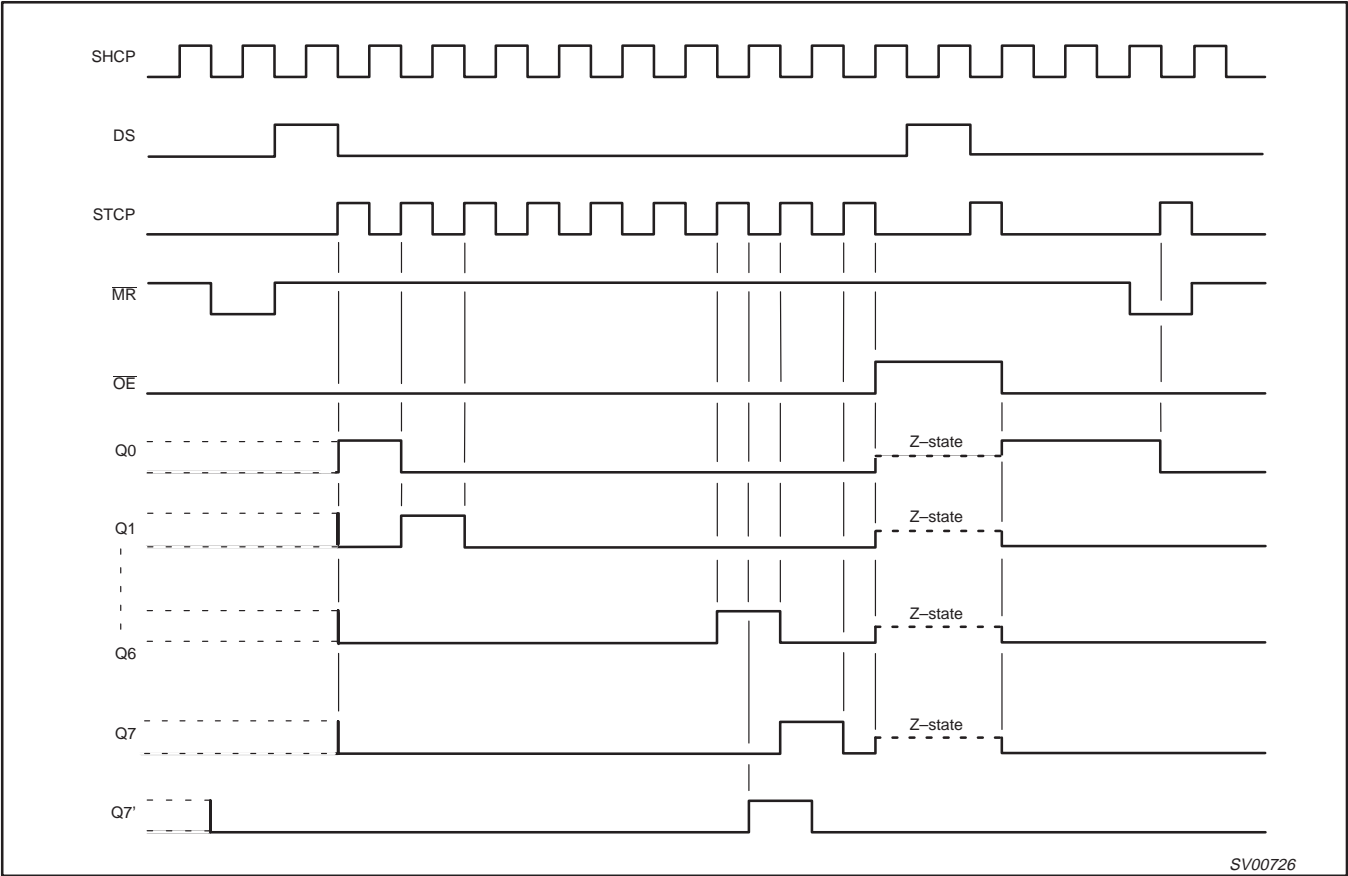 SHCP
DS
STCP
MR
OE
Q0
Z–state
Q1
Z–state
Z–state
Q6
Q7
Z–state
Q7’
SV00726